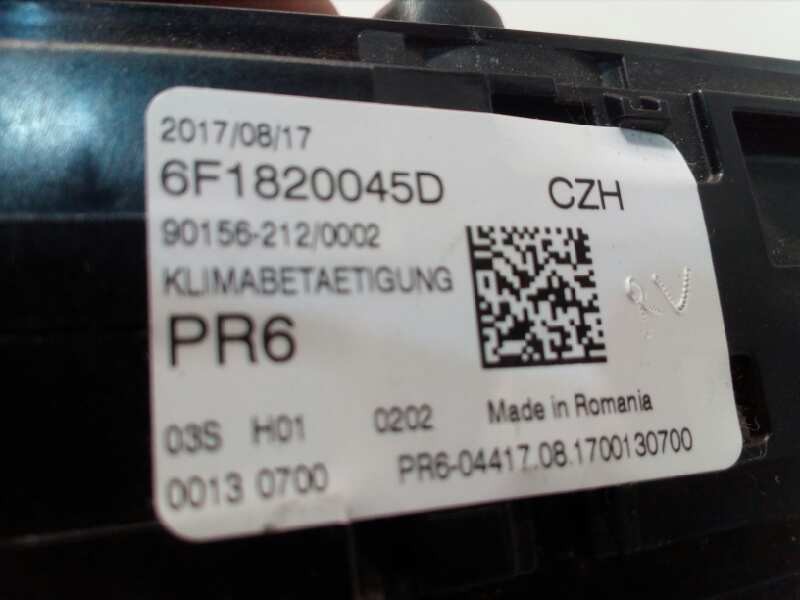 2017/08/17
6F1820045D CZH
90156-212/0002
KLIMABETAETIGUNG
PR6
RV
03S H01 0202 Made in Romania
0013 0700 PR6-04417.08.1700130700